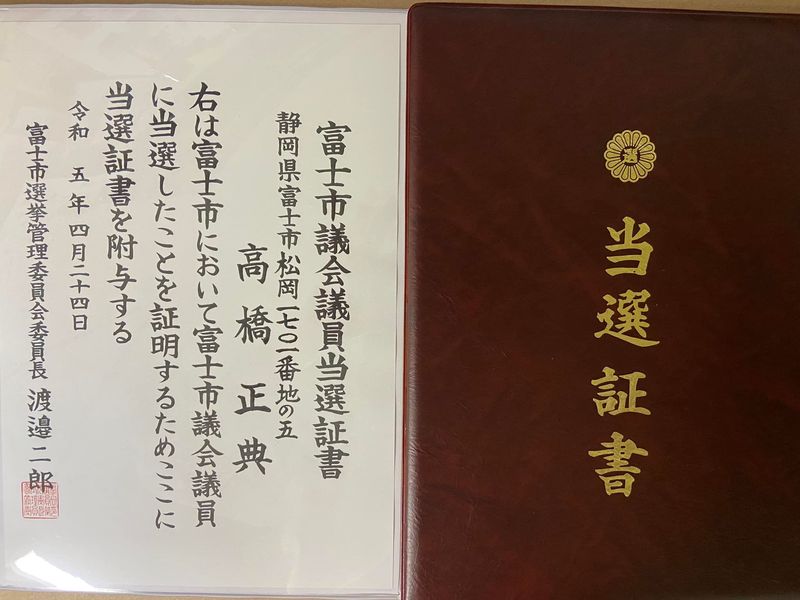 富士市議会議員当選証書
静岡県富士市松岡一七〇一番地の五
高橋正典
右は富士市において富士市議会議員
に当選したことを証明するためここに
当選証書を附与する
令和 五年四月二十四日
富士市選挙管理委員会委員長 渡邉二郎
選
当選証書